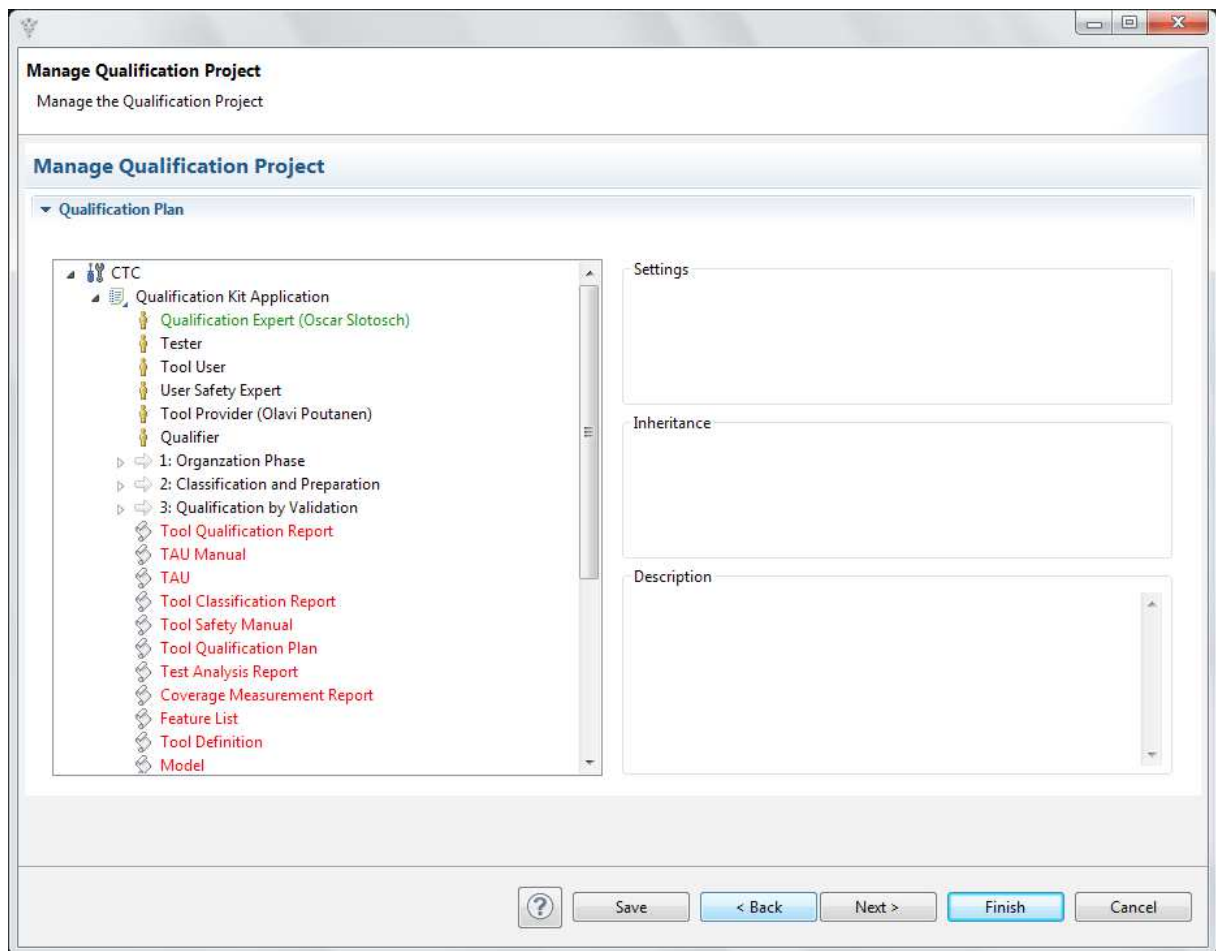 Manage Qualification Project
Manage the Qualification Project
Manage Qualification Project
Qualification Plan
CTC
Qualification Kit Application
Qualification Expert (Oscar Slotosch)
Tester
Tool User
User Safety Expert
Tool Provider (Olavi Poutanen)
Qualifier
1: Organzation Phase
2: Classification and Preparation
3: Qualification by Validation
Tool Qualification Report
TAU Manual
TAU
Tool Classification Report
Tool Safety Manual
Tool Qualification Plan
Test Analysis Report
Coverage Measurement Report
Feature List
Tool Definition
Model
Settings
Inheritance
Description
? Save < Back Next > Finish Cancel